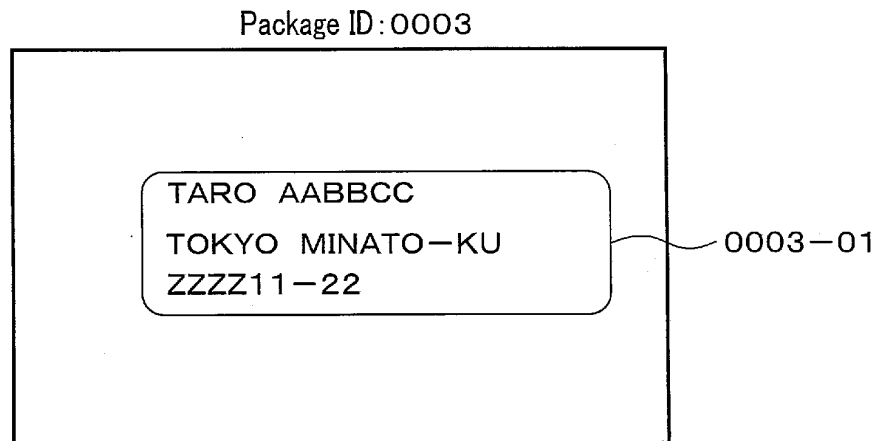 Package ID:0003
TARO AABBCC
TOKYO MINATO-KU
ZZZZ11-22
0003-01